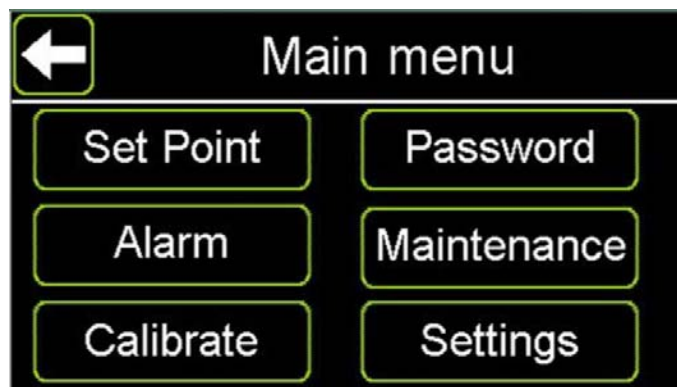 Main menu
Set Point
Password
Alarm
Maintenance
Calibrate
Settings